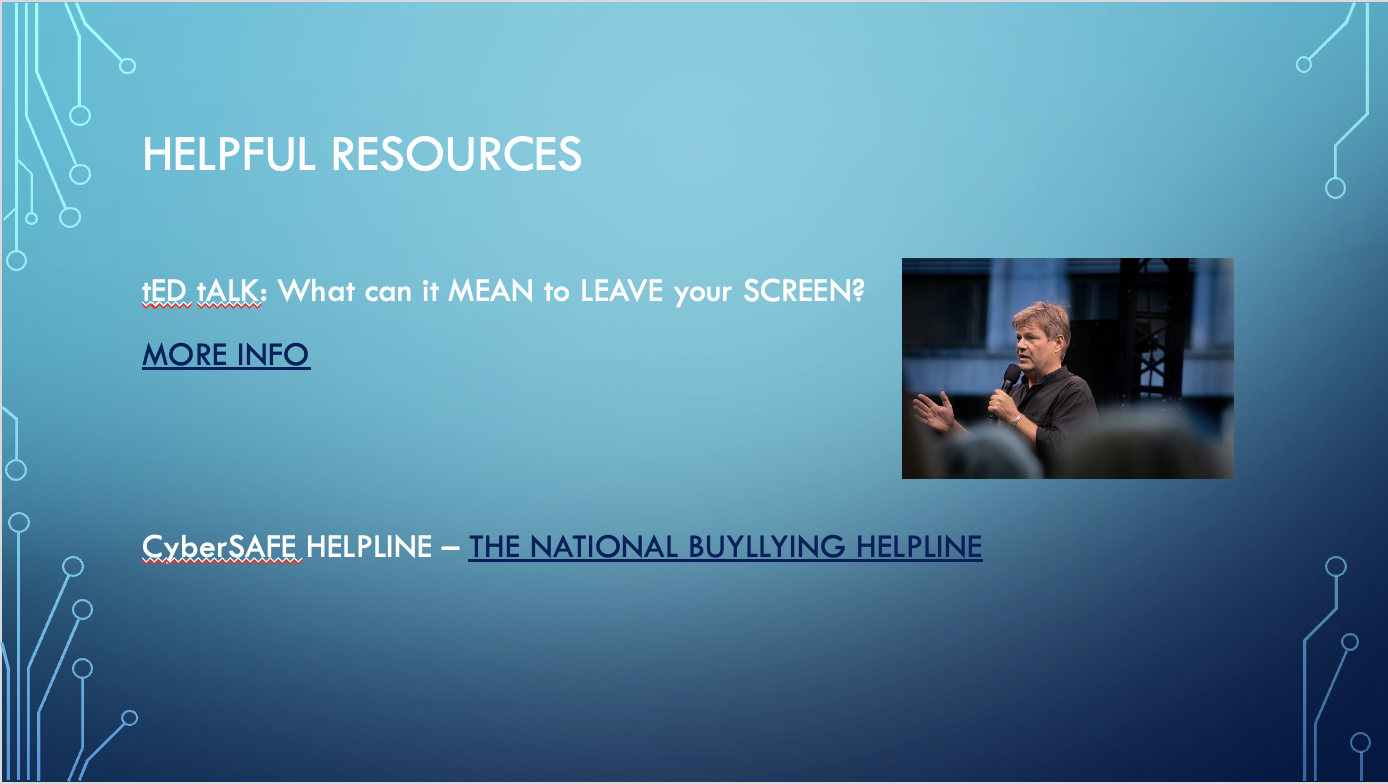 HELPFUL RESOURCES
tED tALK: What can it MEAN to LEAVE your SCREEN?
MORE INFO
CyberSAFE HELPLINE – THE NATIONAL BUYLLYING HELPLINE